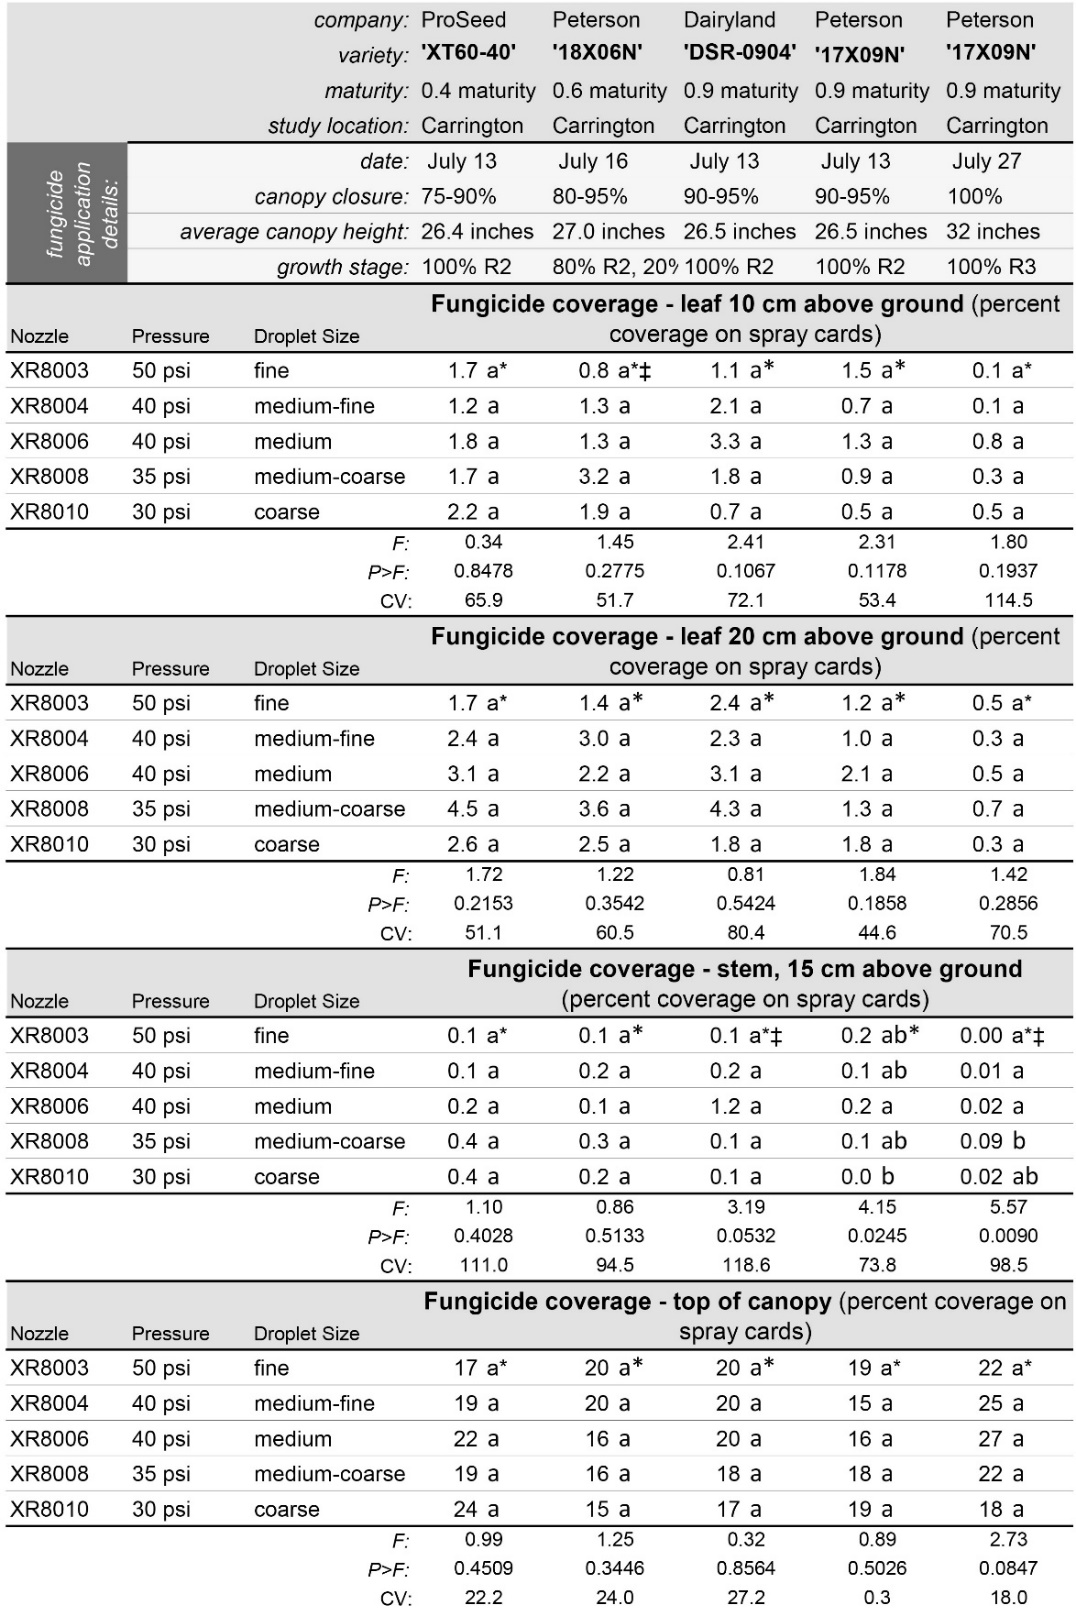 company: ProSeed Peterson Dairyland Peterson Peterson
variety: 'XT60-40' '18X06N' 'DSR-0904' '17X09N' '17X09N'
maturity: 0.4 maturity 0.6 maturity 0.9 maturity 0.9 maturity 0.9 maturity
study location: Carrington Carrington Carrington Carrington Carrington
fungicide
application
details:
date: July 13 July 16 July 13 July 13 July 27
canopy closure: 75-90% 80-95% 90-95% 90-95% 100%
average canopy height: 26.4 inches 27.0 inches 26.5 inches 26.5 inches 32 inches
growth stage: 100% R2 80% R2, 20% 100% R2 100% R2 100% R3
Fungicide coverage - leaf 10 cm above ground (percent
Nozzle Pressure Droplet Size coverage on spray cards)
XR8003 50 psi fine 1.7 a* 0.8 a*‡ 1.1 a* 1.5 a* 0.1 a*
XR8004 40 psi medium-fine 1.2 a 1.3 a 2.1 a 0.7 a 0.1 a
XR8006 40 psi medium 1.8 a 1.3 a 3.3 a 1.3 a 0.8 a
XR8008 35 psi medium-coarse 1.7 a 3.2 a 1.8 a 0.9 a 0.3 a
XR8010 30 psi coarse 2.2 a 1.9 a 0.7 a 0.5 a 0.5 a
F: 0.34 1.45 2.41 2.31 1.80
P>F: 0.8478 0.2775 0.1067 0.1178 0.1937
CV: 65.9 51.7 72.1 53.4 114.5
Fungicide coverage - leaf 20 cm above ground (percent
Nozzle Pressure Droplet Size coverage on spray cards)
XR8003 50 psi fine 1.7 a* 1.4 a* 2.4 a* 1.2 a* 0.5 a*
XR8004 40 psi medium-fine 2.4 a 3.0 a 2.3 a 1.0 a 0.3 a
XR8006 40 psi medium 3.1 a 2.2 a 3.1 a 2.1 a 0.5 a
XR8008 35 psi medium-coarse 4.5 a 3.6 a 4.3 a 1.3 a 0.7 a
XR8010 30 psi coarse 2.6 a 2.5 a 1.8 a 1.8 a 0.3 a
F: 1.72 1.22 0.81 1.84 1.42
P>F: 0.2153 0.3542 0.5424 0.1858 0.2856
CV: 51.1 60.5 80.4 44.6 70.5
Fungicide coverage - stem, 15 cm above ground
Nozzle Pressure Droplet Size (percent coverage on spray cards)
XR8003 50 psi fine 0.1 a* 0.1 a* 0.1 a*‡ 0.2 ab* 0.00 a*‡
XR8004 40 psi medium-fine 0.1 a 0.2 a 0.2 a 0.1 ab 0.01 a
XR8006 40 psi medium 0.2 a 0.1 a 1.2 a 0.2 a 0.02 a
XR8008 35 psi medium-coarse 0.4 a 0.3 a 0.1 a 0.1 ab 0.09 b
XR8010 30 psi coarse 0.4 a 0.2 a 0.1 a 0.0 b 0.02 ab
F: 1.10 0.86 3.19 4.15 5.57
P>F: 0.4028 0.5133 0.0532 0.0245 0.0090
CV: 111.0 94.5 118.6 73.8 98.5
Fungicide coverage - top of canopy (percent coverage on
Nozzle Pressure Droplet Size spray cards)
XR8003 50 psi fine 17 a* 20 a* 20 a* 19 a* 22 a*
XR8004 40 psi medium-fine 19 a 20 a 20 a 15 a 25 a
XR8006 40 psi medium 22 a 16 a 20 a 16 a 27 a
XR8008 35 psi medium-coarse 19 a 16 a 18 a 18 a 22 a
XR8010 30 psi coarse 24 a 15 a 17 a 19 a 18 a
F: 0.99 1.25 0.32 0.89 2.73
P>F: 0.4509 0.3446 0.8564 0.5026 0.0847
CV: 22.2 24.0 27.2 0.3 18.0